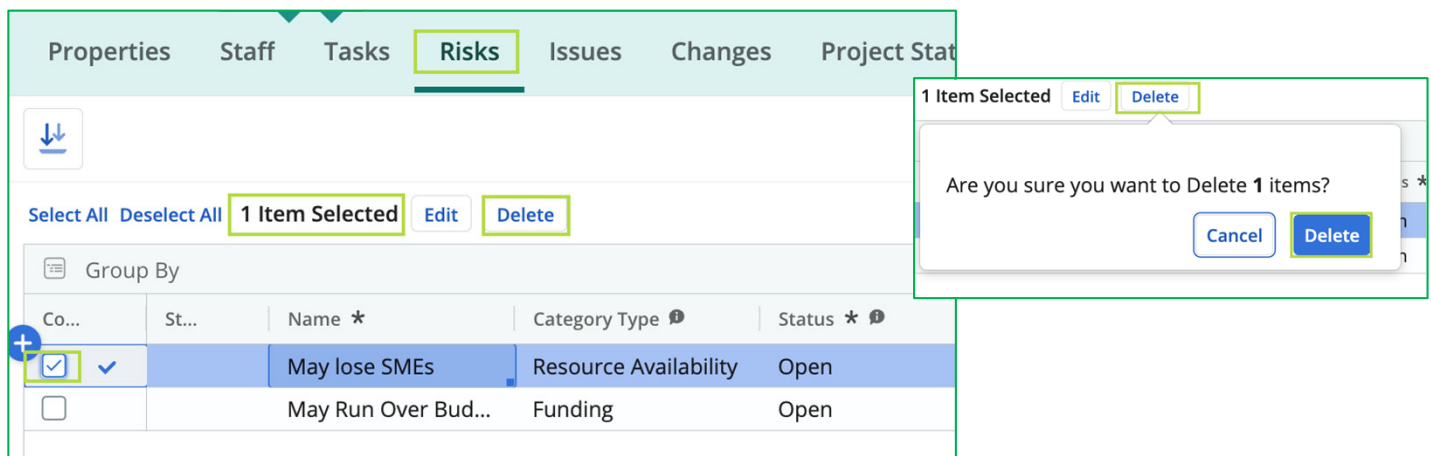 Properties Staff Tasks Risks Issues Changes Project Stat
Select All Deselect All 1 Item Selected Edit Delete
Group By
Co... St... Name * Category Type Status *
May lose SMEs Resource Availability Open
May Run Over Bud... Funding Open
1 Item Selected Edit Delete
Are you sure you want to Delete 1 items?
s *
Cancel Delete
n
n